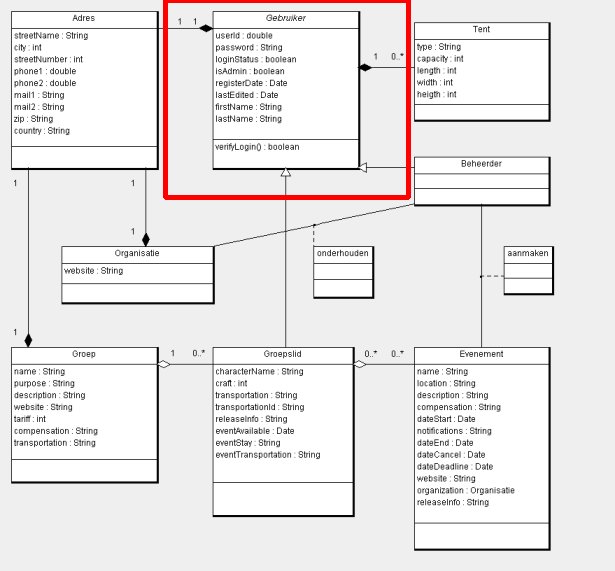 Adres
streetName : String
city : int
streetNumber : int
phone1 : double
phone2 : double
mail1 : String
mail2 : String
zip : String
country : String
1 1
Gebruiker
userId : double
password : String
loginStatus : boolean
isAdmin : boolean
registerDate : Date
lastEdited : Date
firstName : String
lastName : String
verifyLogin() : boolean
1 0..*
Tent
type : String
capacity : int
length : int
width : int
heigth : int
Beheerder
1
1
1
Organisatie
website : String
onderhouden
aanmaken
1
Groep
name : String
purpose : String
description : String
website : String
tariff : int
compensation : String
transportation : String
1 0..*
Groepslid
characterName : String
craft : int
transportation : String
transportationId : String
releaseInfo : String
eventAvailable : Date
eventStay : String
eventTransportation : String
0..* 0..*
Evenement
name : String
location : String
description : String
compensation : String
dateStart : Date
notifications : String
dateEnd : Date
dateCancel : Date
dateDeadline : Date
website : String
organization : Organisatie
releaseInfo : String